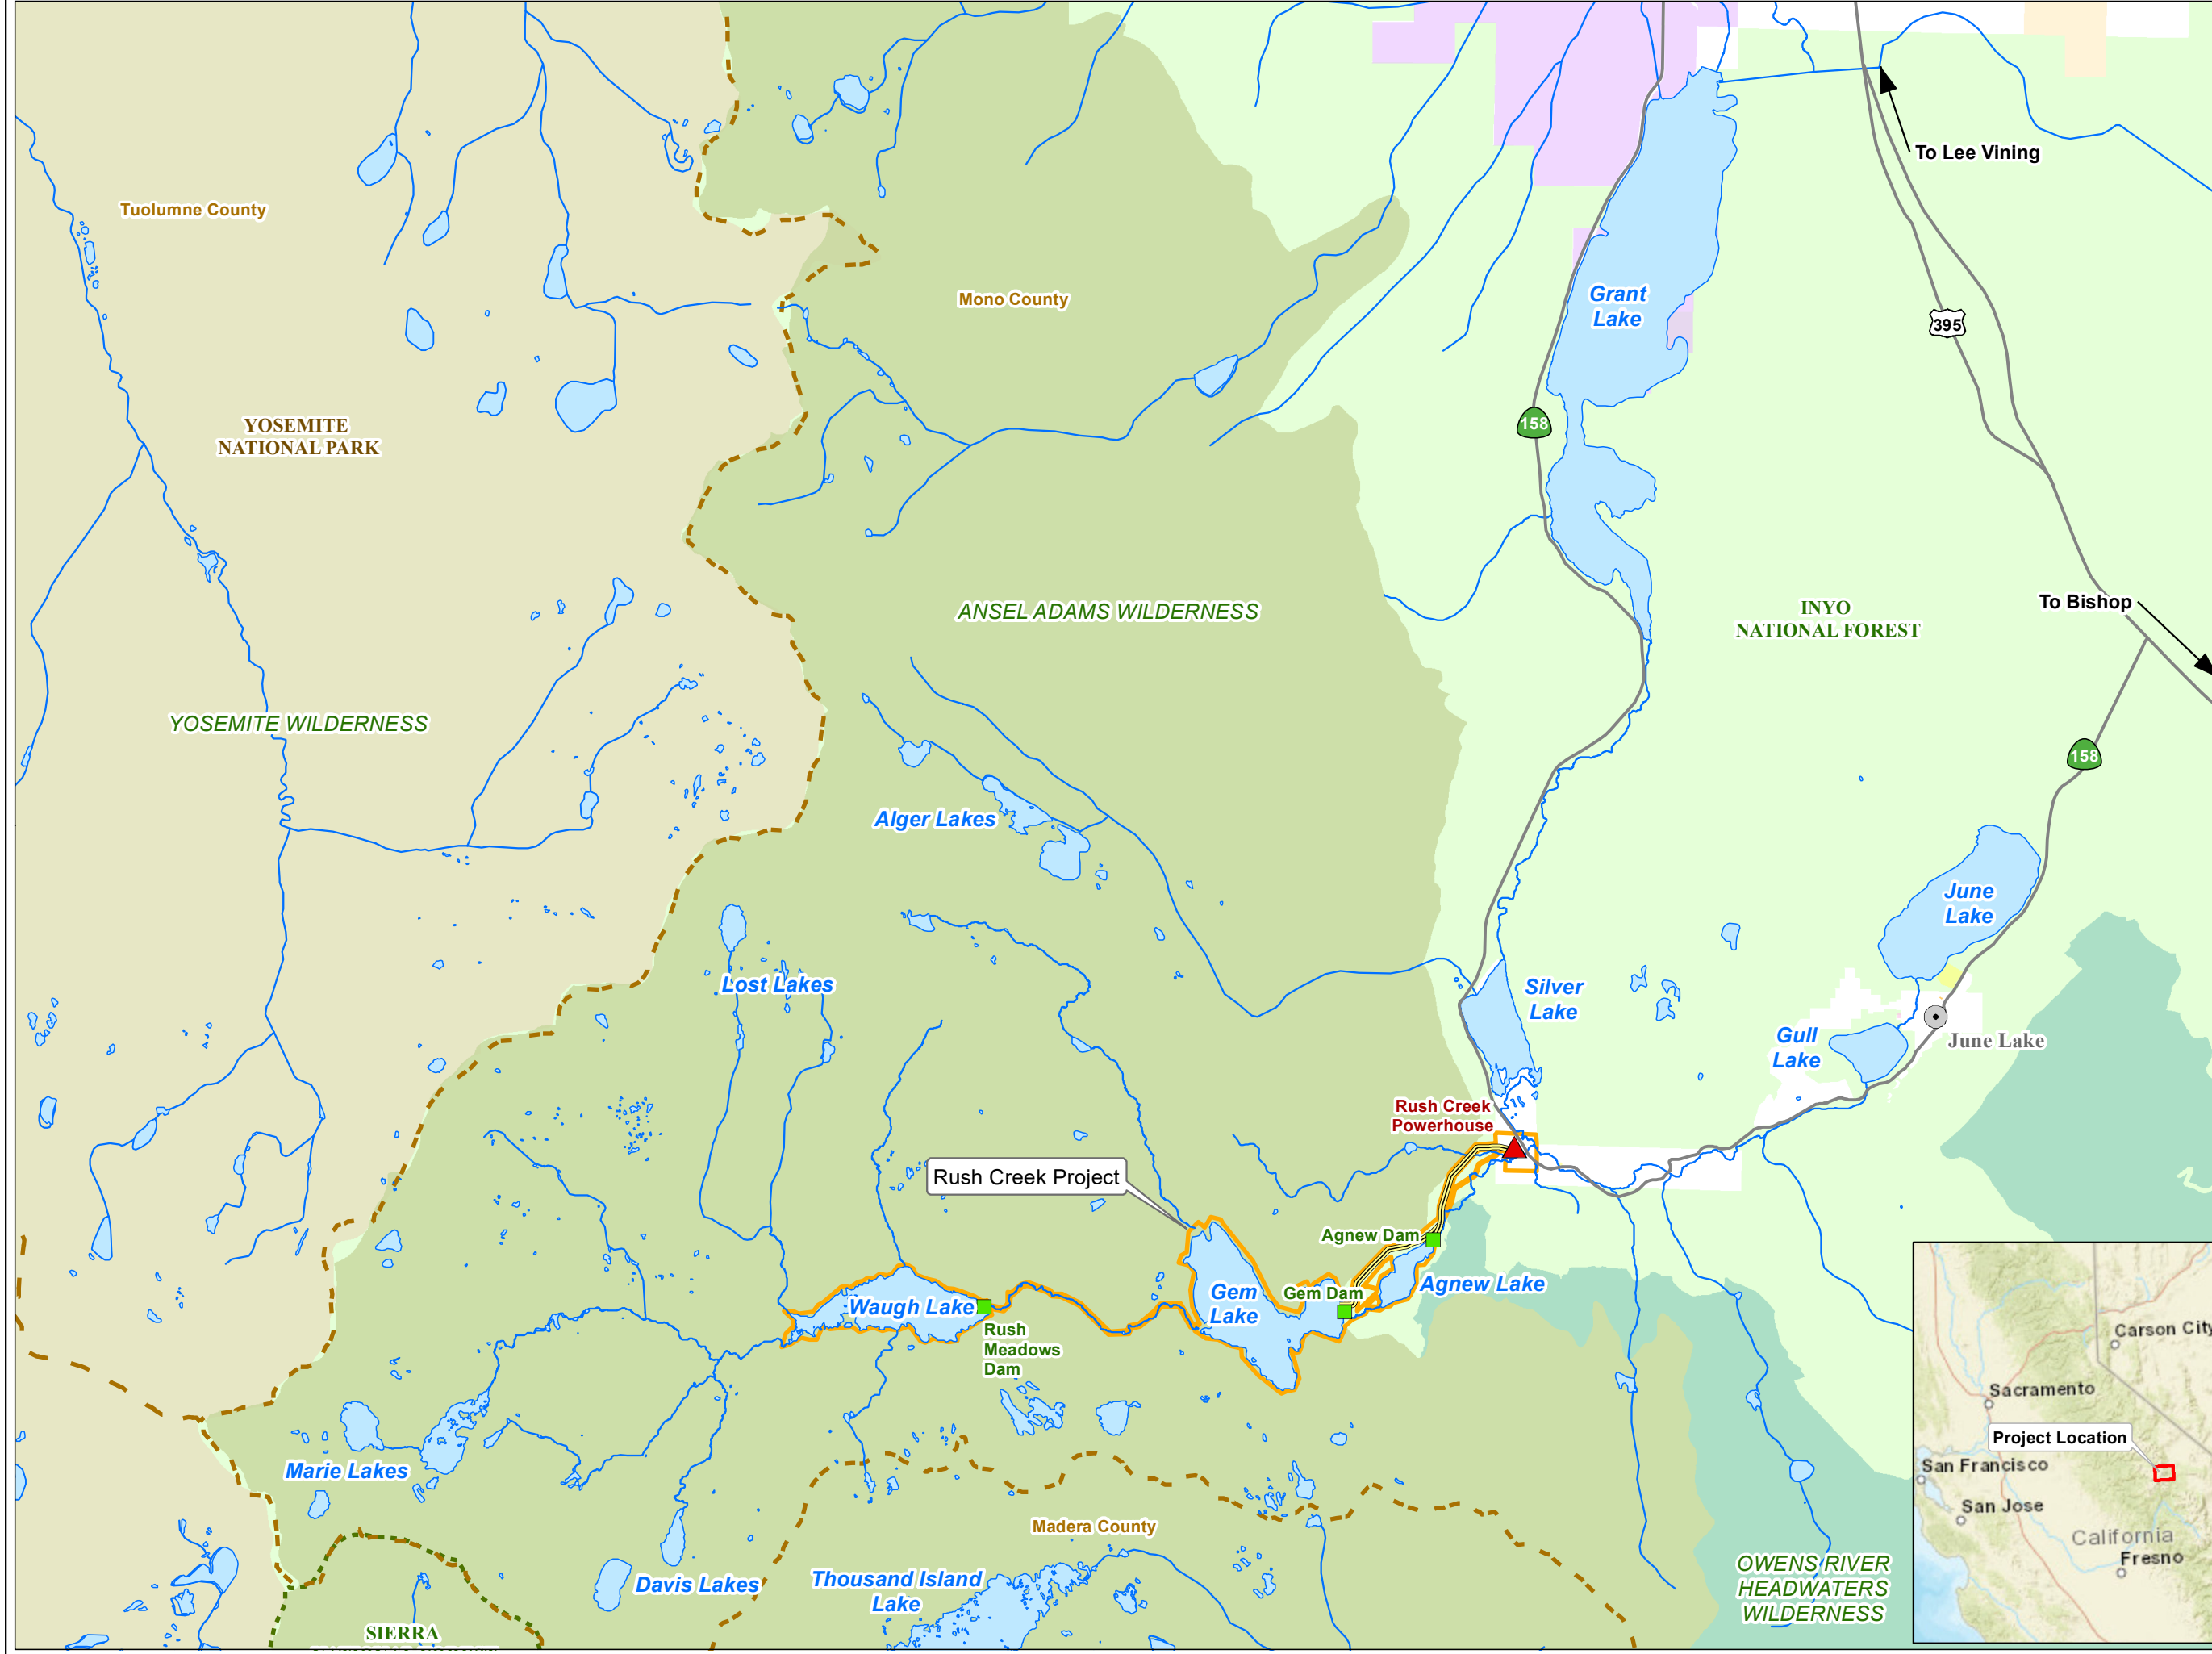 To Lee Vining
Tuolumne County
Mono County
Grant
Lake
395
158
YOSEMITE
NATIONAL PARK
ANSEL ADAMS WILDERNESS
INYO
NATIONAL FOREST
To Bishop
YOSEMITE WILDERNESS
158
Alger Lakes
June
Lake
Lost Lakes
Silver
Lake
Gull
Lake
June Lake
Rush Creek
Powerhouse
Rush Creek Project
Agnew Dam
Agnew Lake
Gem Dam
Gem
Lake
Waugh Lake
Rush
Meadows
Dam
Marie Lakes
Madera County
Davis Lakes
Thousand Island
Lake
SIERRA
OWENS RIVER
HEADWATERS
WILDERNESS
Carson City
Sacramento
Project Location
San Francisco
San Jose
California
Fresno